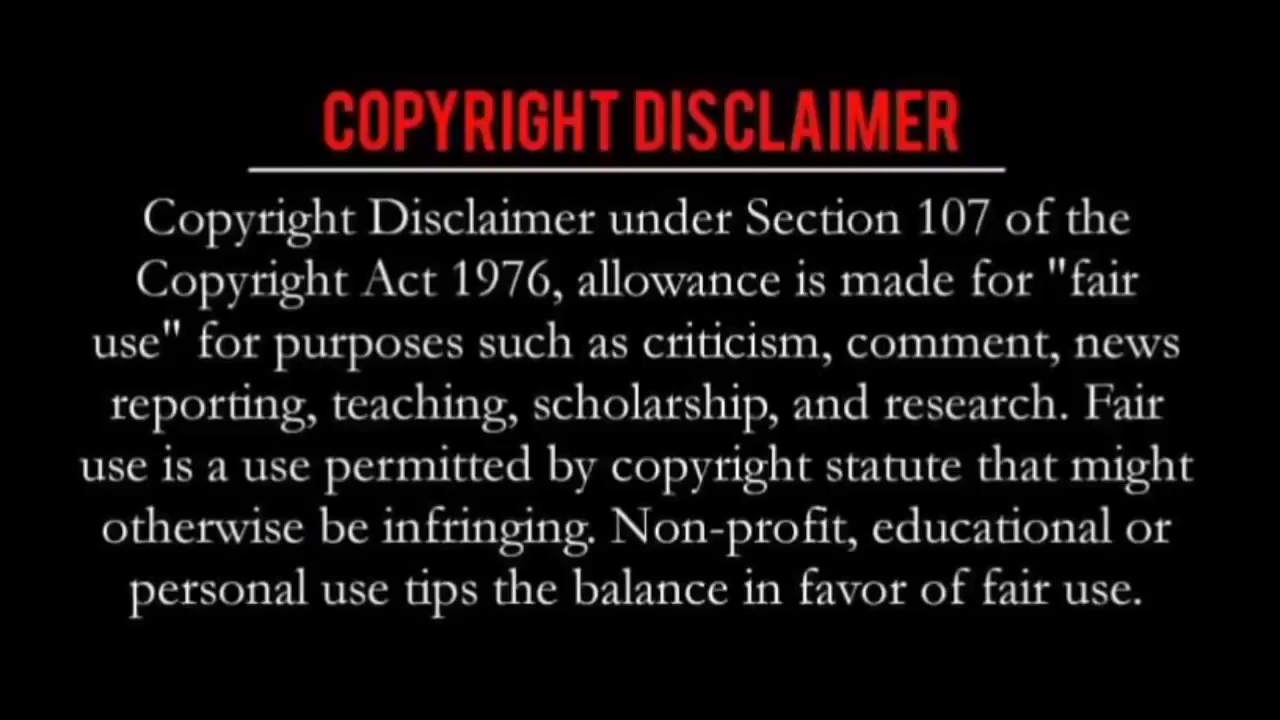 COPYRIGHT DISCLAIMER
Copyright Disclaimer under Section 107 of the
Copyright Act 1976, allowance is made for "fair
use" for purposes such as criticism, comment, news
reporting, teaching, scholarship, and research. Fair
use is a use permitted by copyright statute that might
otherwise be infringing. Non-profit, educational or
personal use tips the balance in favor of fair use.